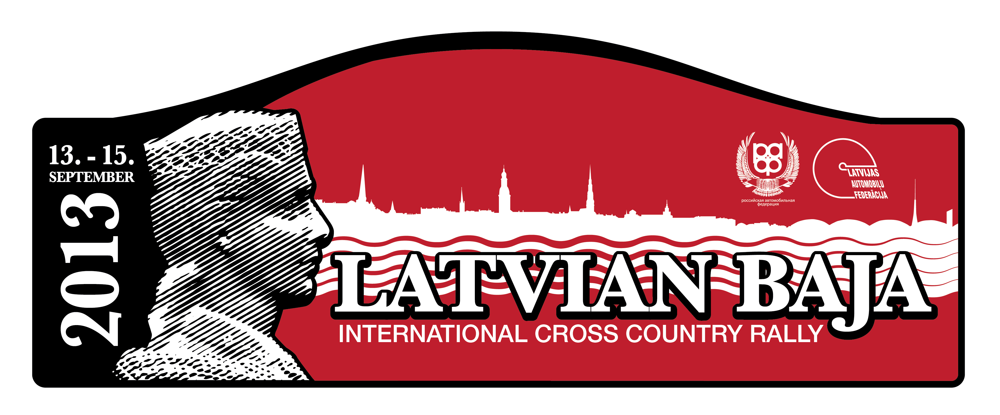 13. - 15.
SEPTEMBER
2013
раф
российская автомобильная
федерация
LATVIJAS
AUTOMOBIĻU
FEDERĀCIJA
LATVIAN BAJA
INTERNATIONAL CROSS COUNTRY RALLY